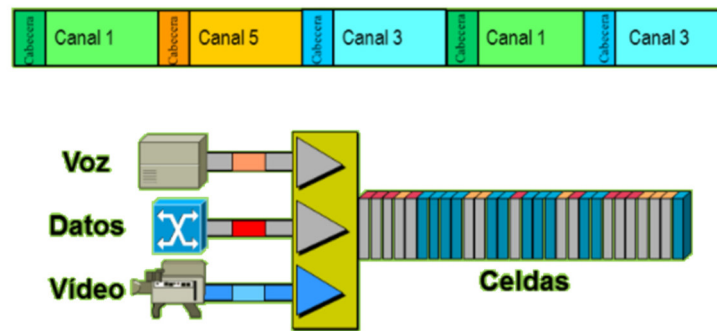 Cabecera Canal 1 Cabecera Canal 5 Cabecera Canal 3 Cabecera Canal 1 Cabecera Canal 3
Voz
Datos
Vídeo
Celdas